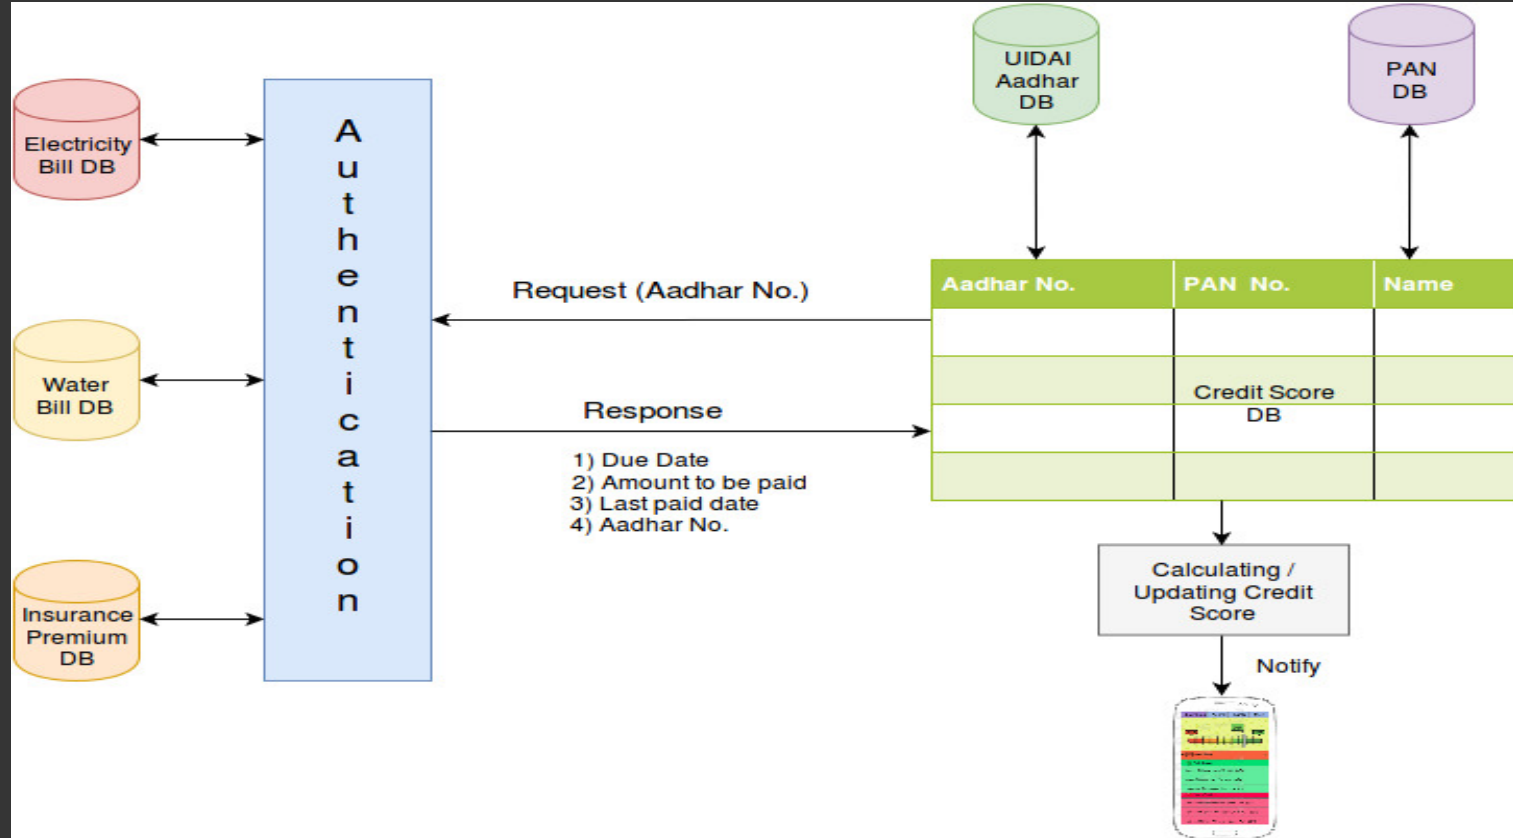 UIDAI
Aadhar
DB
PAN
DB
Electricity
Bill DB
Authentication
Request (Aadhar No.)
Aadhar No.
PAN No.
Name
Water
Bill DB
Response
1) Due Date
2) Amount to be paid
3) Last paid date
4) Aadhar No.
Credit Score
DB
Insurance
Premium
DB
Calculating /
Updating Credit
Score
Notify